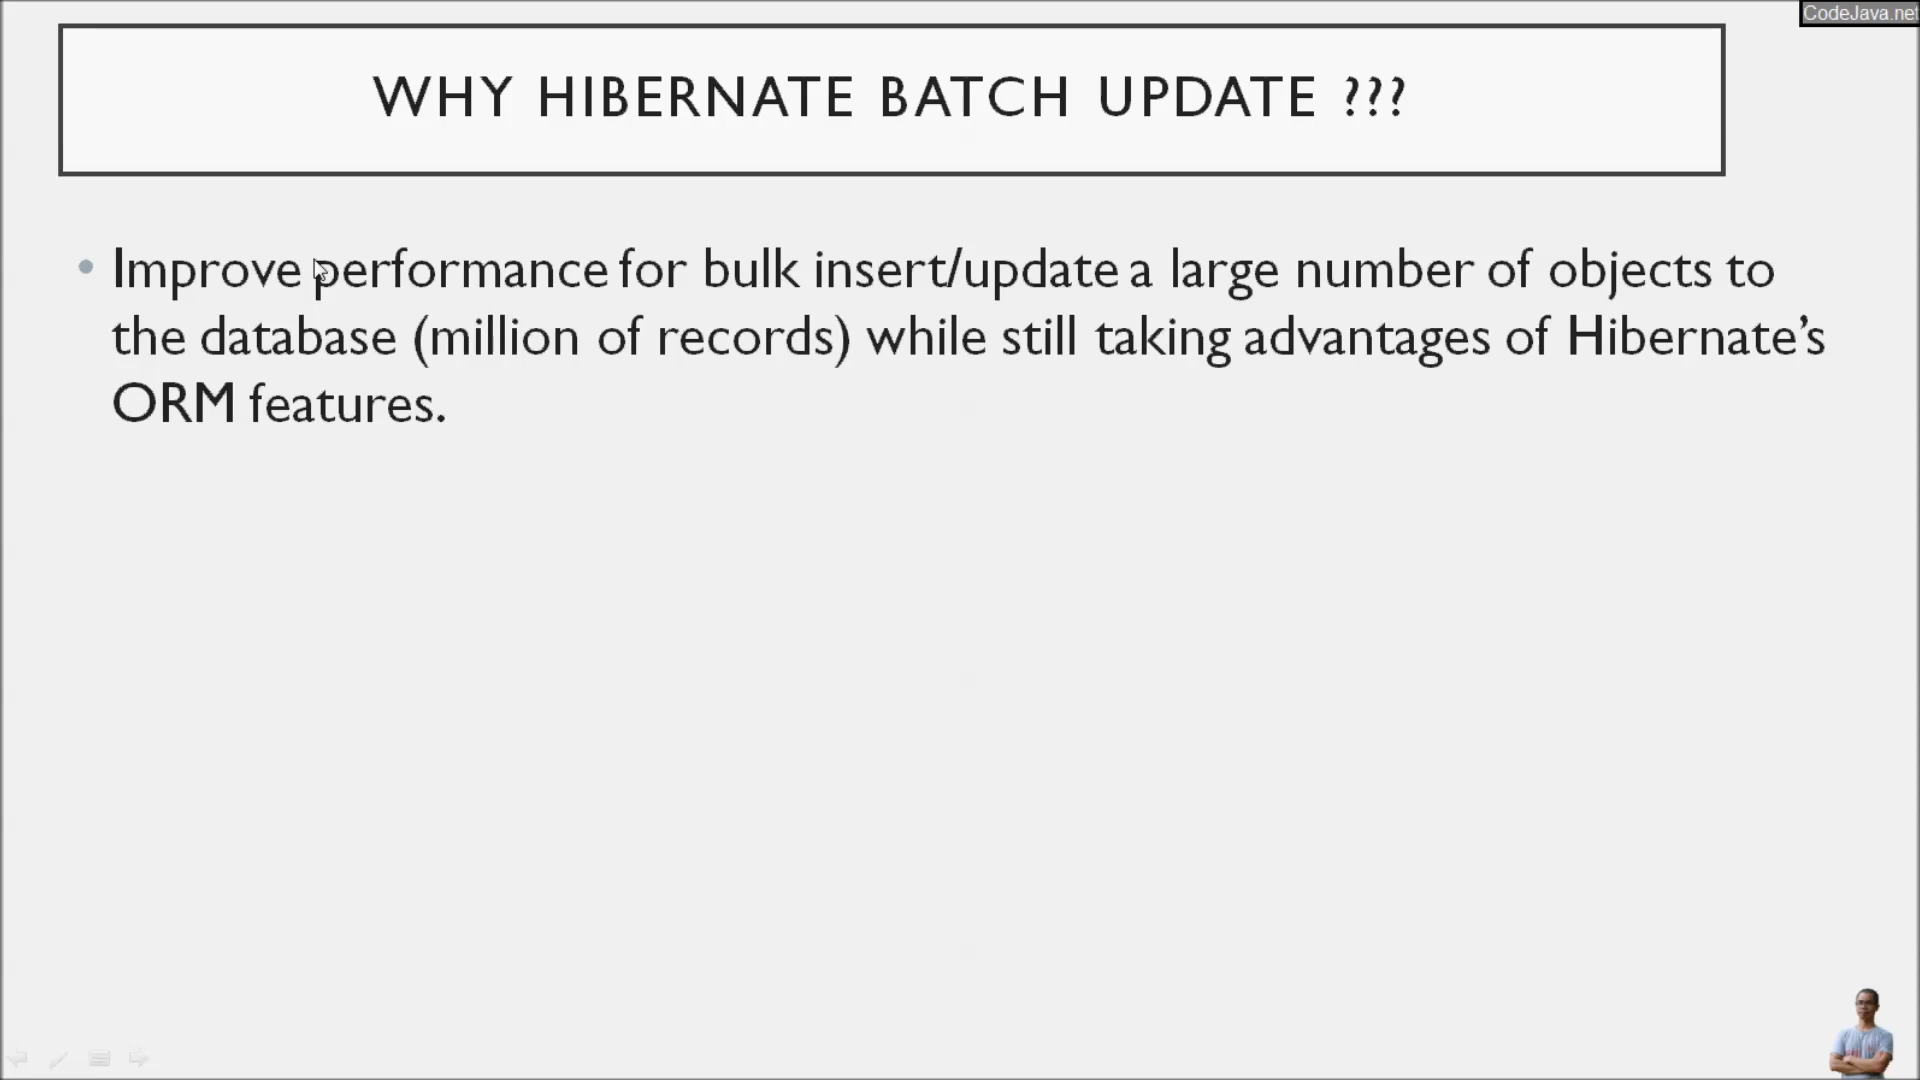 CodeJava.net
WHY HIBERNATE BATCH UPDATE ???
• Improve performance for bulk insert/update a large number of objects to
the database (million of records) while still taking advantages of Hibernate’s
ORM features.